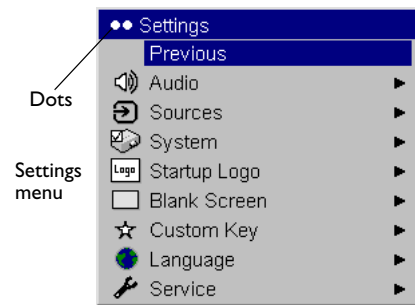 Settings
Previous
Dots
Audio
Sources
System
Settings
menu
Logo
Startup Logo
Blank Screen
Custom Key
Language
Service